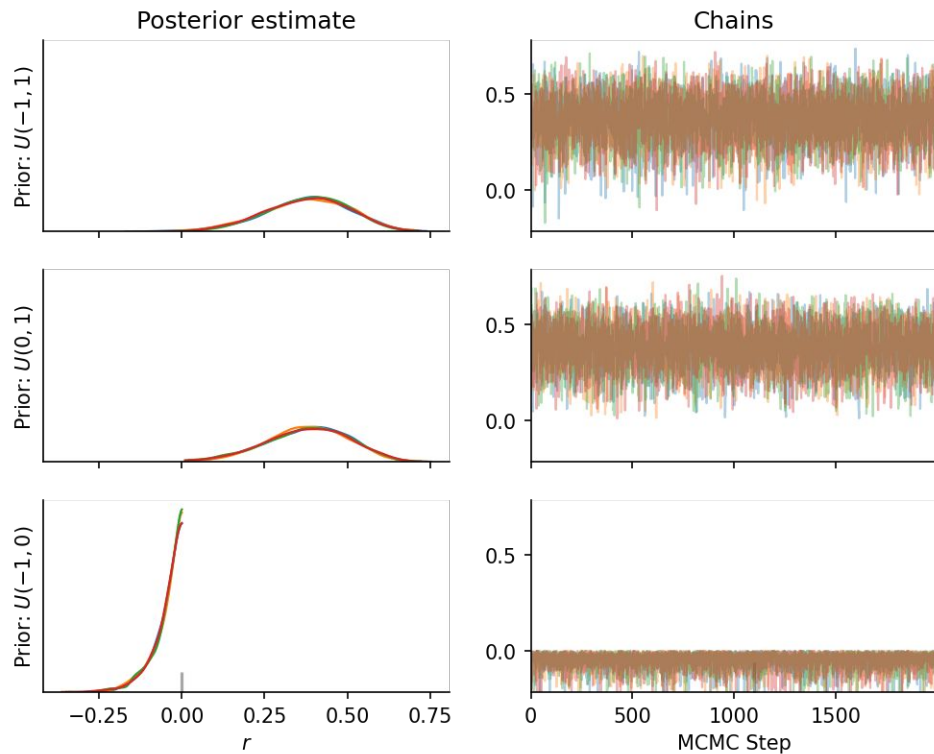 Posterior estimate
Chains
Prior: U(−1, 1)
0.5
0.0
Prior: U(0, 1)
0.5
0.0
Prior: U(−1, 0)
0.5
0.0
−0.25 0.00 0.25 0.50 0.75
0 500 1000 1500
r
MCMC Step